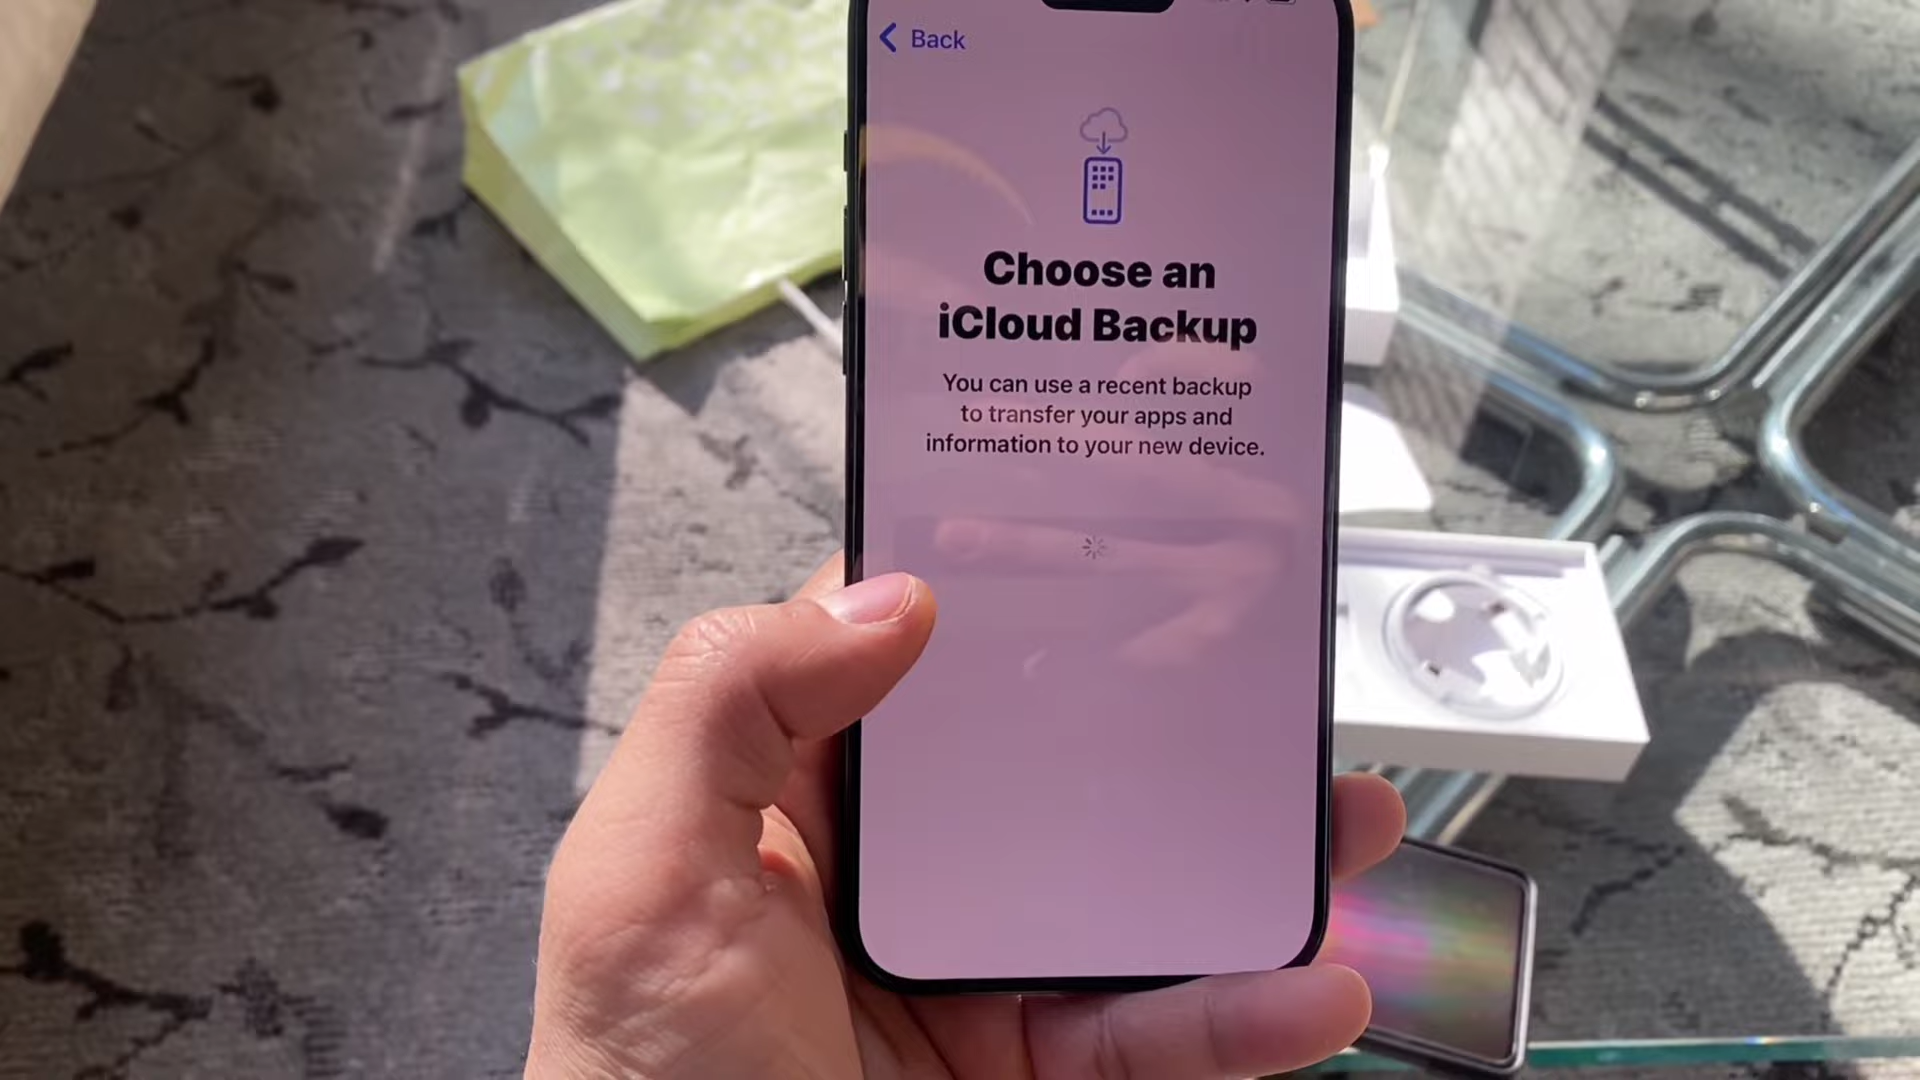 Back
Choose an
iCloud Backup
You can use a recent backup
to transfer your apps and
information to your new device.